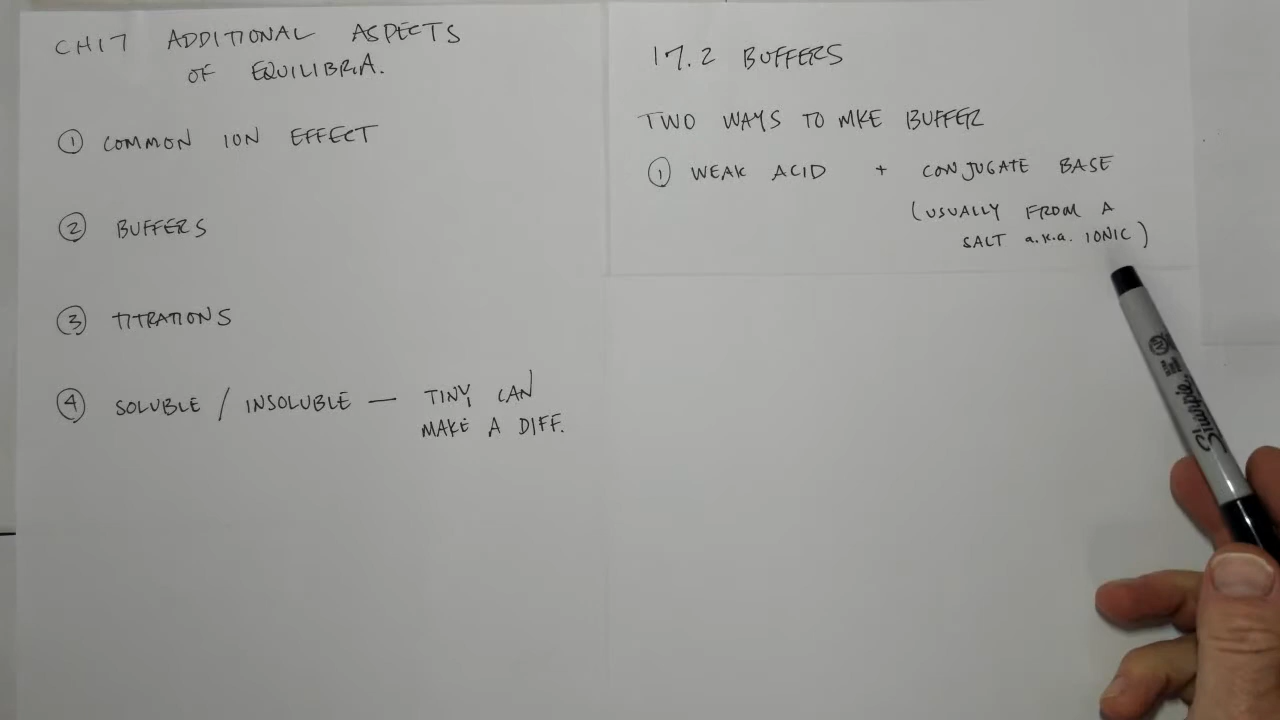 CH17 ADDITIONAL ASPECTS
OF EQUILIBRIA.
① COMMON ION EFFECT
② BUFFERS
③ TITRATIONS
④ SOLUBLE / INSOLUBLE — TINY CAN
MAKE A DIFF.
17.2 BUFFERS
TWO WAYS TO MKE BUFFER
① WEAK ACID + CONJUGATE BASE
(USUALLY FROM A
SALT a.k.a. IONIC)
Sharpie